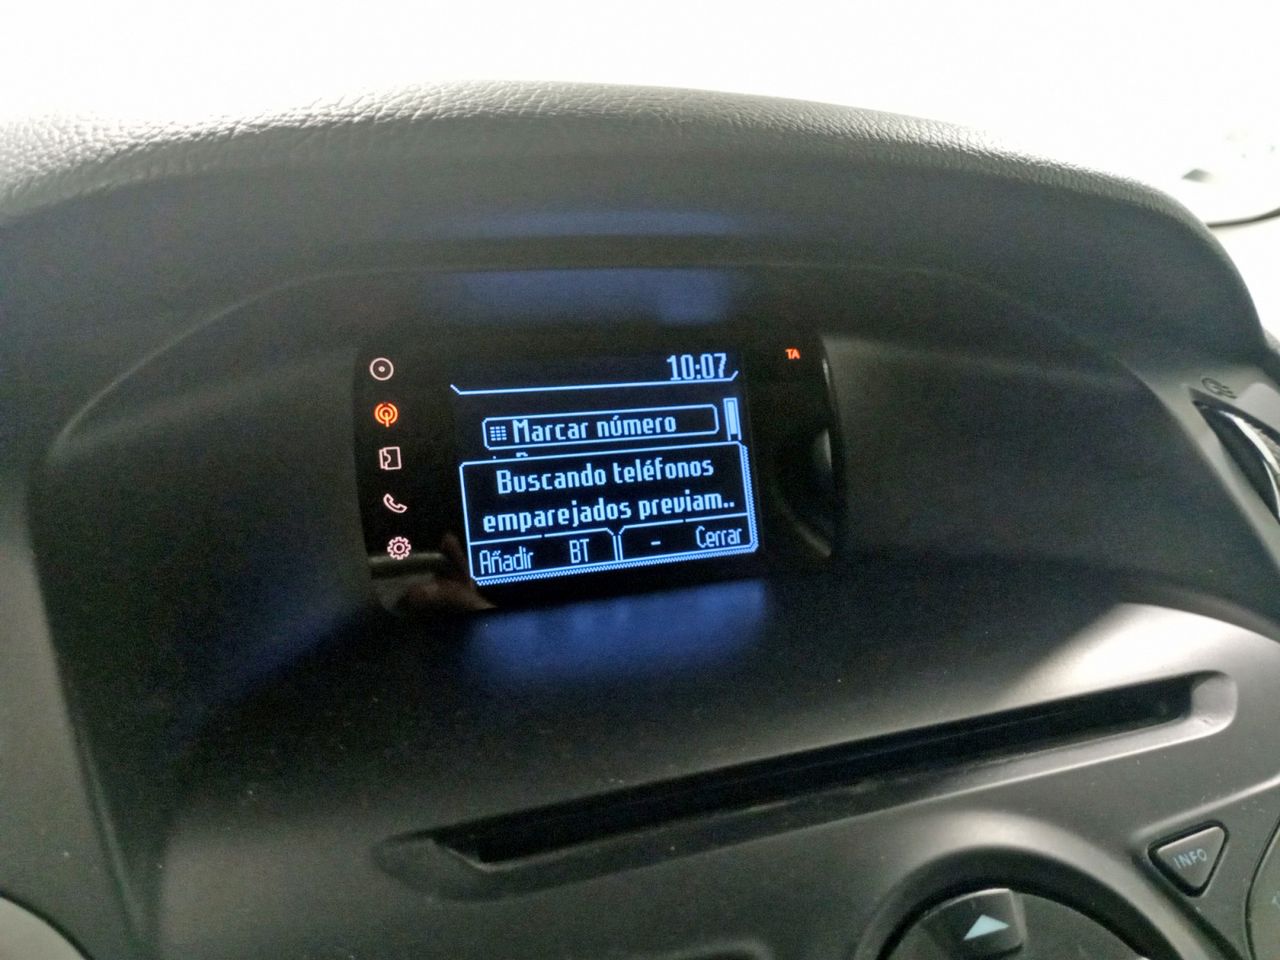 10:07
TA
Marcar número
Buscando teléfonos
emparejados previam..
Añadir BT - Cerrar
INFO